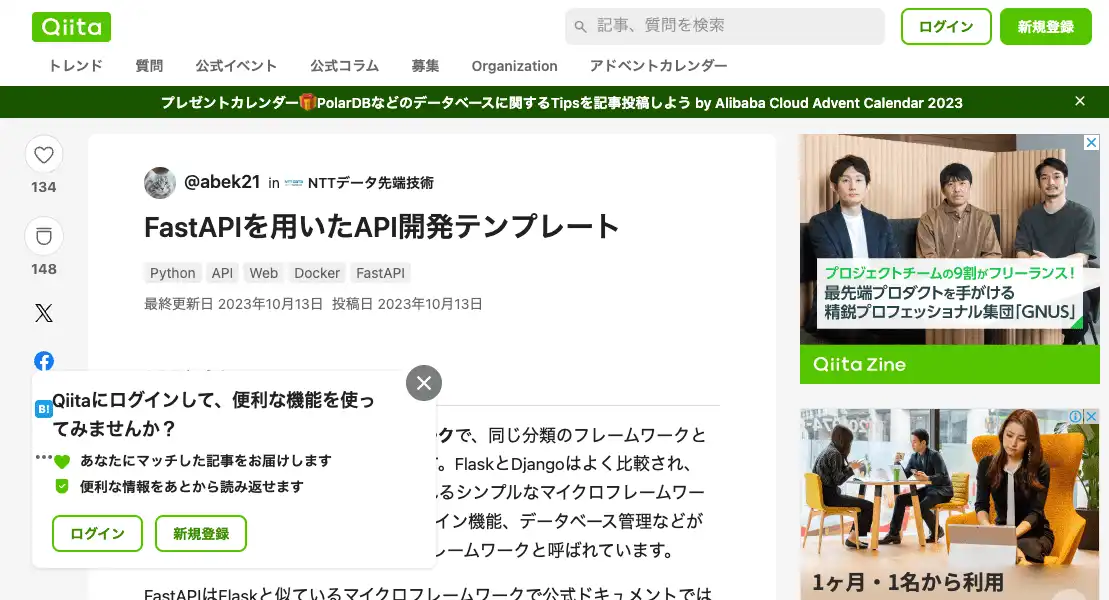 Qiita
記事、質問を検索
ログイン
新規登録
トレンド
質問
公式イベント
公式コラム
募集
Organization
アドベントカレンダー
プレゼントカレンダー🎁PolarDBなどのデータベースに関するTipsを記事投稿しよう by Alibaba Cloud Advent Calendar 2023
134
148
@abek21 in NTTデータ先端技術
FastAPIを用いたAPI開発テンプレート
Python API Web Docker FastAPI
最終更新日 2023年10月13日 投稿日 2023年10月13日
B!
Qiitaにログインして、便利な機能を使っ
てみませんか？
あなたにマッチした記事をお届けします
便利な情報をあとから読み返せます
ログイン
新規登録
クで、同じ分類のフレームワークと
。FlaskとDjangoはよく比較され、
るシンプルなマイクロフレームワー
イン機能、データベース管理などが
レームワークと呼ばれています。
FastAPIはFlaskと似ているマイクロフレームワークで公式ドキュメントでは
プロジェクトチームの9割がフリーランス！
最先端プロダクトを手がける
精鋭プロフェッショナル集団「GNUS」
Qiita Zine
1ヶ月・1名から利用